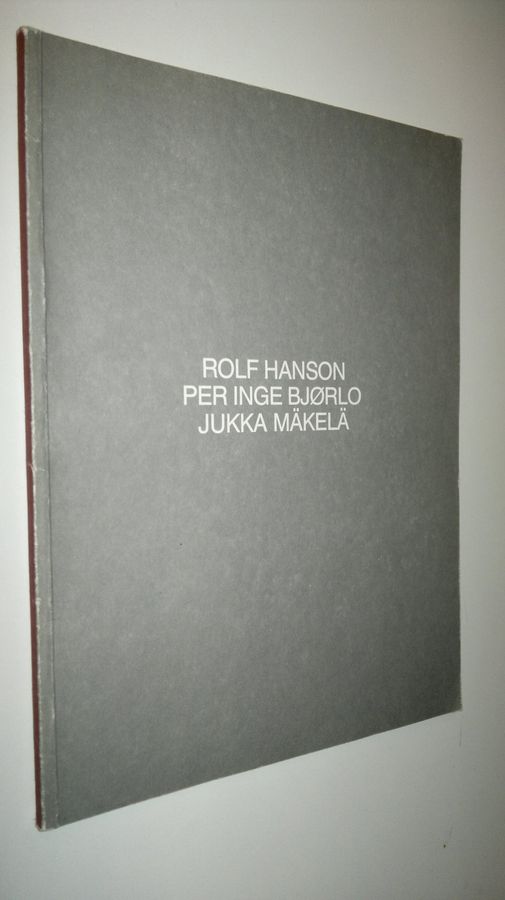 ROLF HANSON
PER INGE BJØRLO
JUKKA MÄKELÄ